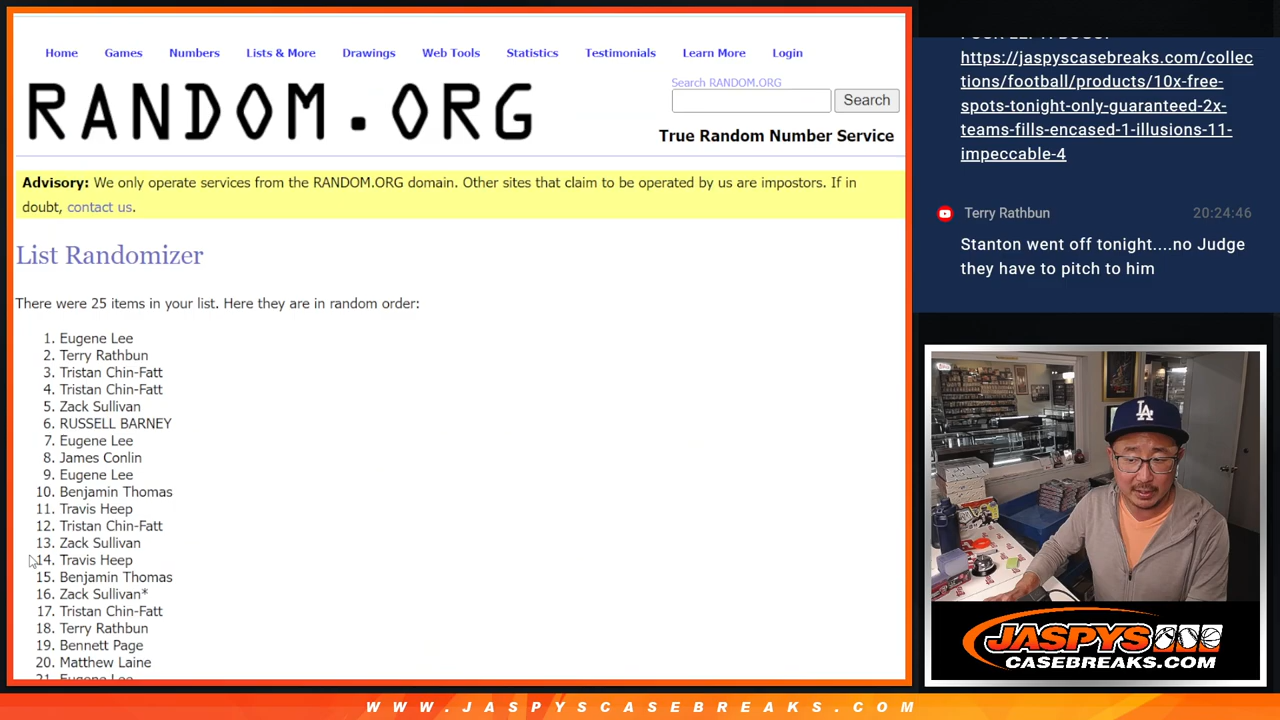 Home Games Numbers Lists & More Drawings Web Tools Statistics Testimonials Learn More Login
RANDOM.ORG
Search RANDOM.ORG
Search
True Random Number Service
Advisory: We only operate services from the RANDOM.ORG domain. Other sites that claim to be operated by us are impostors. If in
doubt, contact us.
List Randomizer
There were 25 items in your list. Here they are in random order:
1. Eugene Lee
2. Terry Rathbun
3. Tristan Chin-Fatt
4. Tristan Chin-Fatt
5. Zack Sullivan
6. RUSSELL BARNEY
7. Eugene Lee
8. James Conlin
9. Eugene Lee
10. Benjamin Thomas
11. Travis Heep
12. Tristan Chin-Fatt
13. Zack Sullivan
14. Travis Heep
15. Benjamin Thomas
16. Zack Sullivan*
17. Tristan Chin-Fatt
18. Terry Rathbun
19. Bennett Page
20. Matthew Laine
21. Eugene Lee
https://jaspyscasebreaks.com/collec
tions/football/products/10x-free-
spots-tonight-only-guaranteed-2x-
teams-fills-encased-1-illusions-11-
impeccable-4
Terry Rathbun 20:24:46
Stanton went off tonight....no Judge
they have to pitch to him
LA
JASPYS
CASEBREAKS.COM
WWW.JASPYSCASEBREAKS.COM